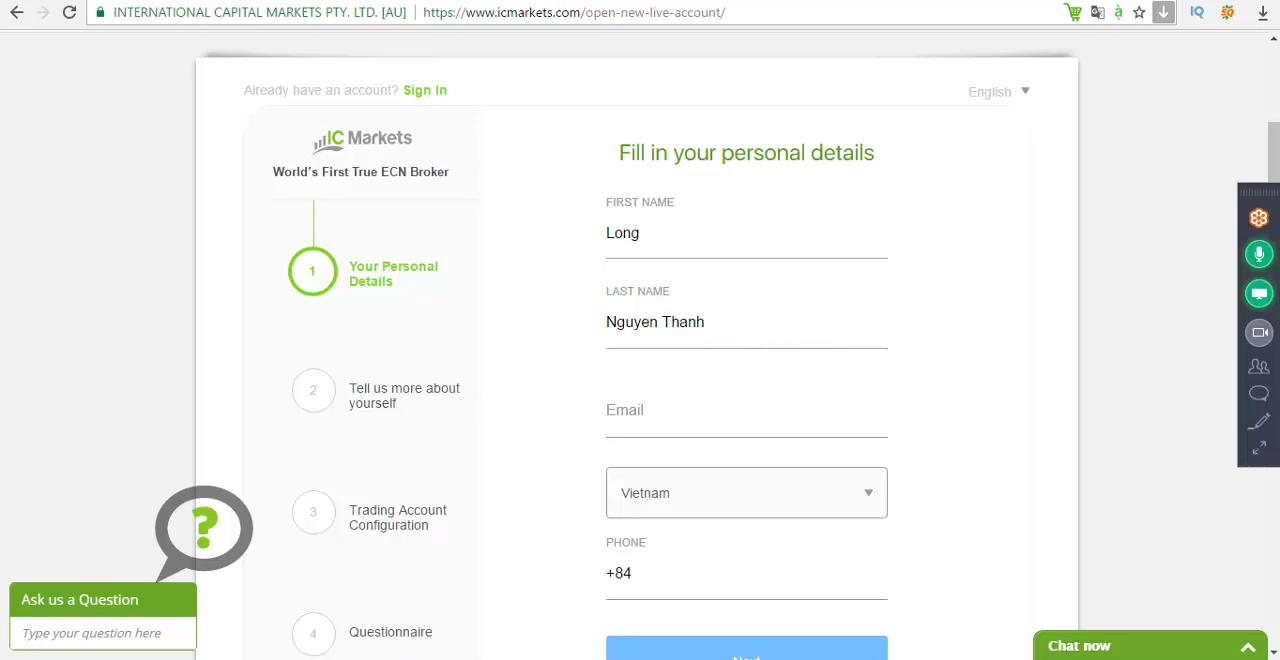 INTERNATIONAL CAPITAL MARKETS PTY. LTD. [AU] https://www.icmarkets.com/open-new-live-account/
IQ
Already have an account? Sign In
English
IC Markets
World's First True ECN Broker
1
Your Personal
Details
2
Tell us more about
yourself
3
Trading Account
Configuration
4
Questionnaire
Fill in your personal details
FIRST NAME
Long
LAST NAME
Nguyen Thanh
Email
Vietnam
PHONE
+84
Next
?
Ask us a Question
Type your question here
Chat now